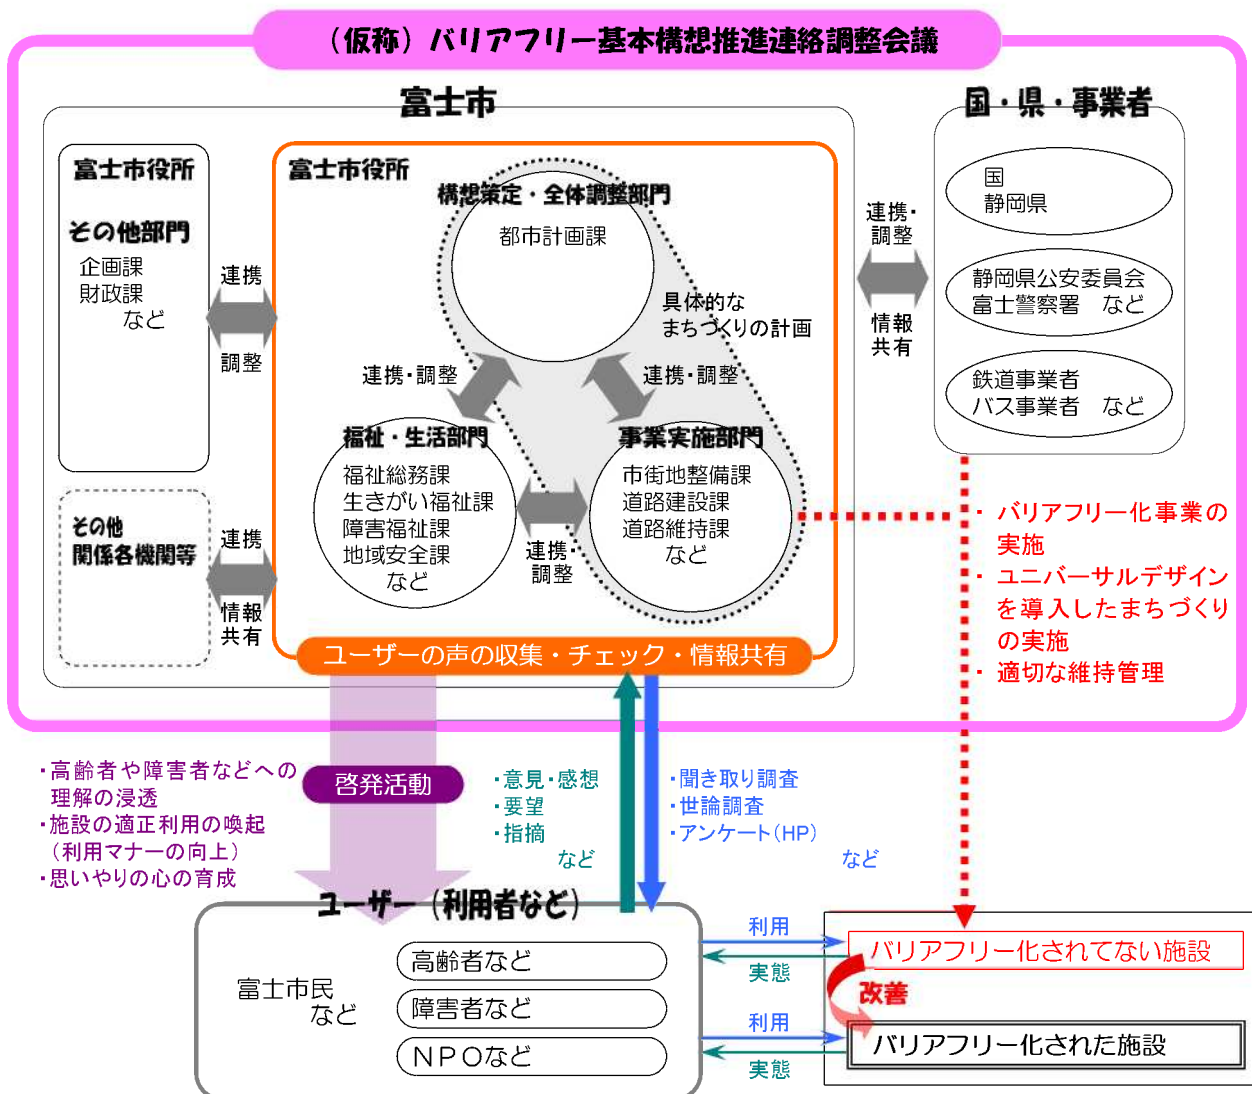 （仮称）バリアフリー基本構想推進連絡調整会議
富士市
国・県・事業者
富士市役所
その他部門
企画課
財政課
など
連携
調整
その他
関係各機関等
連携
情報
共有
富士市役所
構想策定・全体調整部門
都市計画課
具体的な
まちづくりの計画
連携・調整
連携・調整
福祉・生活部門
福祉総務課
生きがい福祉課
障害福祉課
地域安全課
など
連携・
調整
事業実施部門
市街地整備課
道路建設課
道路維持課
など
ユーザーの声の収集・チェック・情報共有
連携・
調整
情報
共有
国
静岡県
静岡県公安委員会
富士警察署　など
鉄道事業者
バス事業者　など
・ バリアフリー化事業の
実施
・ ユニバーサルデザイン
を導入したまちづくり
の実施
・ 適切な維持管理
・高齢者や障害者などへの
理解の浸透
・施設の適正利用の喚起
（利用マナーの向上）
・思いやりの心の育成
啓発活動
・意見・感想
・要望
・指摘
など
・聞き取り調査
・世論調査
・アンケート（HP）
など
ユーザー（利用者など）
富士市民
など
高齢者など
障害者など
ＮＰＯなど
利用
実態
利用
実態
バリアフリー化されてない施設
改善
バリアフリー化された施設